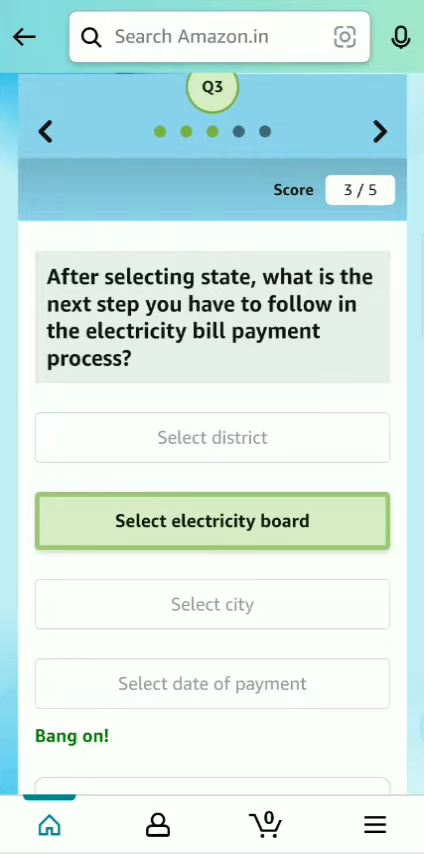 Search Amazon.in
Q3
Score 3 / 5
After selecting state, what is the
next step you have to follow in
the electricity bill payment
process?
Select district
Select electricity board
Select city
Select date of payment
Bang on!
0